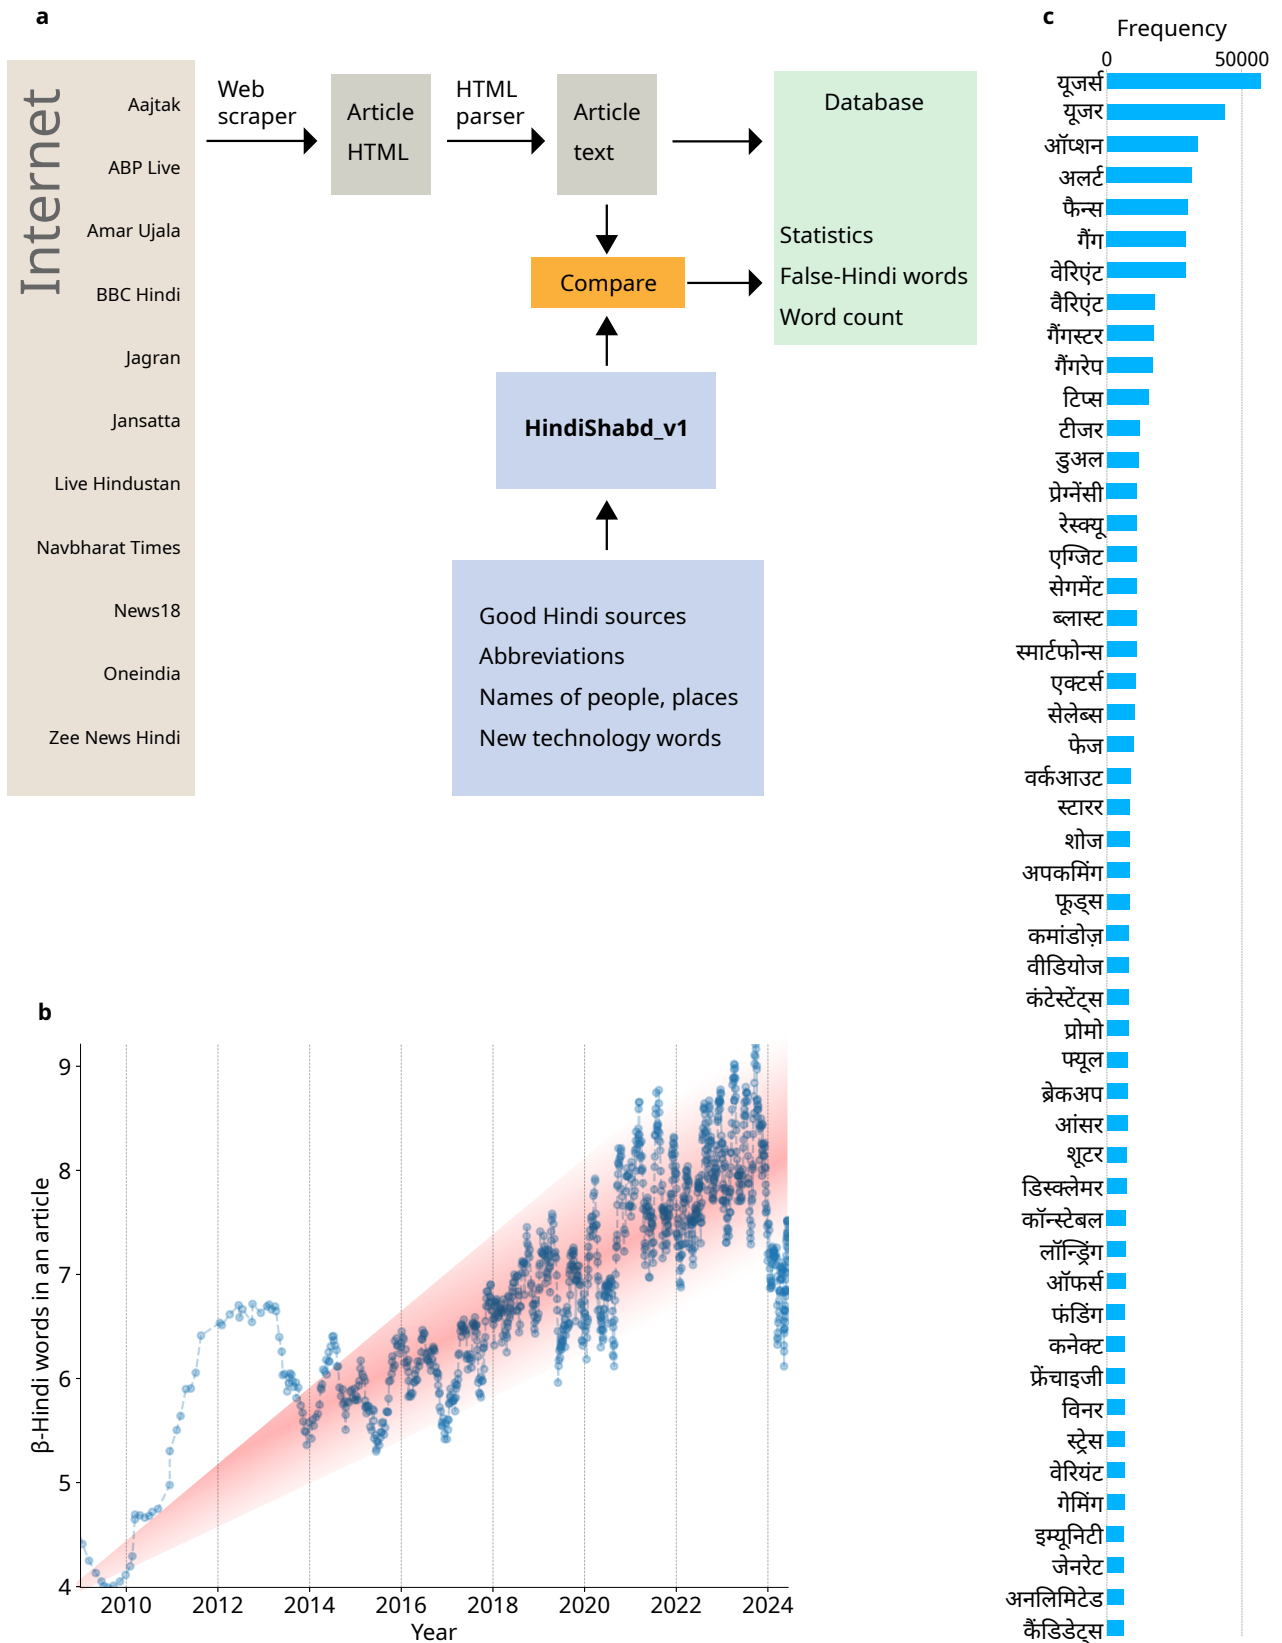 a
Internet
Aajtak
ABP Live
Amar Ujala
BBC Hindi
Jagran
Jansatta
Live Hindustan
Navbharat Times
News18
Oneindia
Zee News Hindi
Web
scraper
Article
HTML
HTML
parser
Article
text
Compare
HindiShabd_v1
Good Hindi sources
Abbreviations
Names of people, places
New technology words
Database
Statistics
False-Hindi words
Word count
b
β-Hindi words in an article
9
8
7
6
5
4
2010 2012 2014 2016 2018 2020 2022 2024
Year
c
Frequency
0 50000
यूजर्स
यूजर
ऑप्शन
अलर्ट
फैन्स
गैंग
वेरिएंट
वैरिएंट
गैंगस्टर
गैंगरेप
टिप्स
टीजर
डुअल
प्रेग्नेंसी
रेस्क्यू
एग्जिट
सेगमेंट
ब्लास्ट
स्मार्टफोन्स
एक्टर्स
सेलेब्स
फेज
वर्कआउट
स्टारर
शोज
अपकमिंग
फूड्स
कमांडोज़
वीडियोज
कंटेस्टेंट्स
प्रोमो
फ्यूल
ब्रेकअप
आंसर
शूटर
डिस्क्लेमर
कॉन्स्टेबल
लॉन्ड्रिंग
ऑफर्स
फंडिंग
कनेक्ट
फ्रेंचाइजी
विनर
स्ट्रेस
वेरियंट
गेमिंग
इम्यूनिटी
जेनरेट
अनलिमिटेड
कैंडिडेट्स